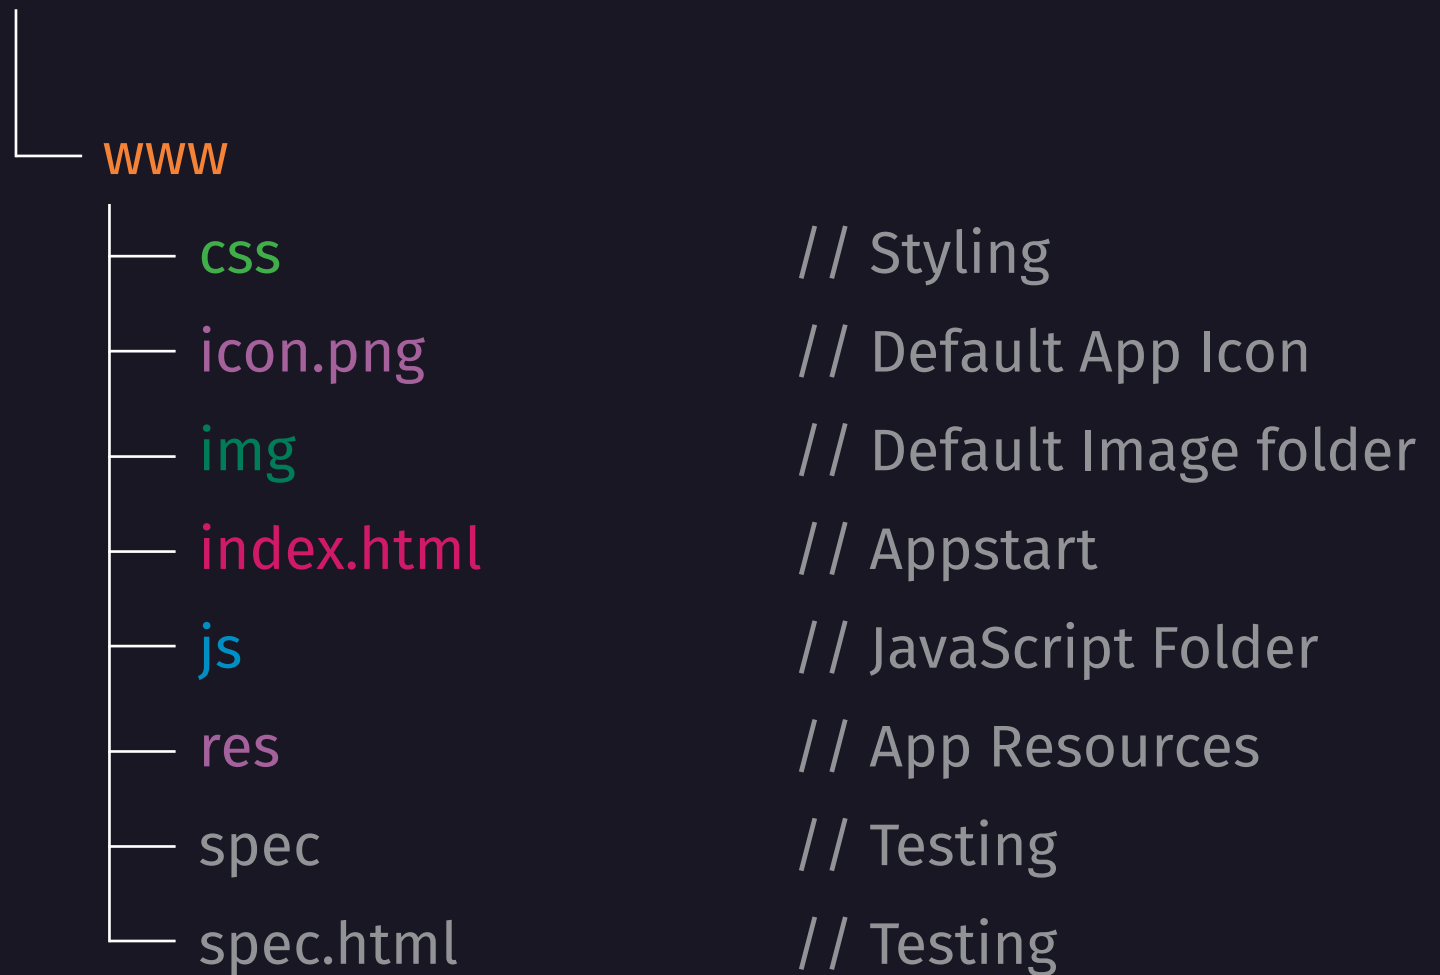 www
css // Styling
icon.png // Default App Icon
img // Default Image folder
index.html // Appstart
js // JavaScript Folder
res // App Resources
spec // Testing
spec.html // Testing